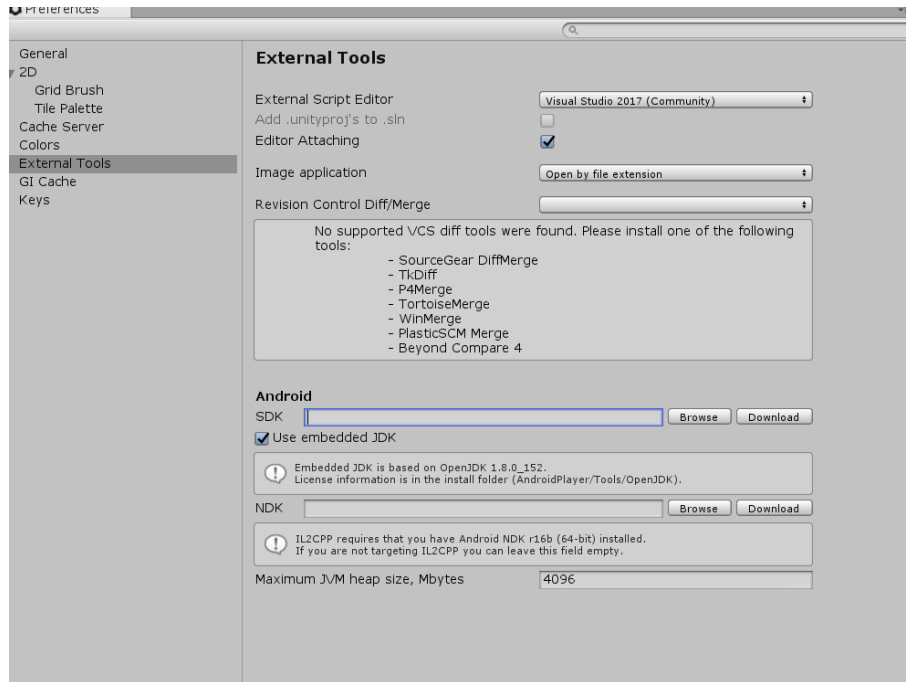 Preferences
External Tools
General
2D
Grid Brush
Tile Palette
Cache Server
Colors
External Tools
GI Cache
Keys
External Script Editor
Visual Studio 2017 (Community)
Add .unityproj's to .sln
Editor Attaching
Image application
Open by file extension
Revision Control Diff/Merge
No supported VCS diff tools were found. Please install one of the following
tools:
- SourceGear DiffMerge
- TkDiff
- P4Merge
- TortoiseMerge
- WinMerge
- PlasticSCM Merge
- Beyond Compare 4
Android
SDK
Browse
Download
Use embedded JDK
Embedded JDK is based on OpenJDK 1.8.0_152.
License information is in the install folder (AndroidPlayer/Tools/OpenJDK).
NDK
Browse
Download
IL2CPP requires that you have Android NDK r16b (64-bit) installed.
If you are not targeting IL2CPP you can leave this field empty.
Maximum JVM heap size, Mbytes
4096